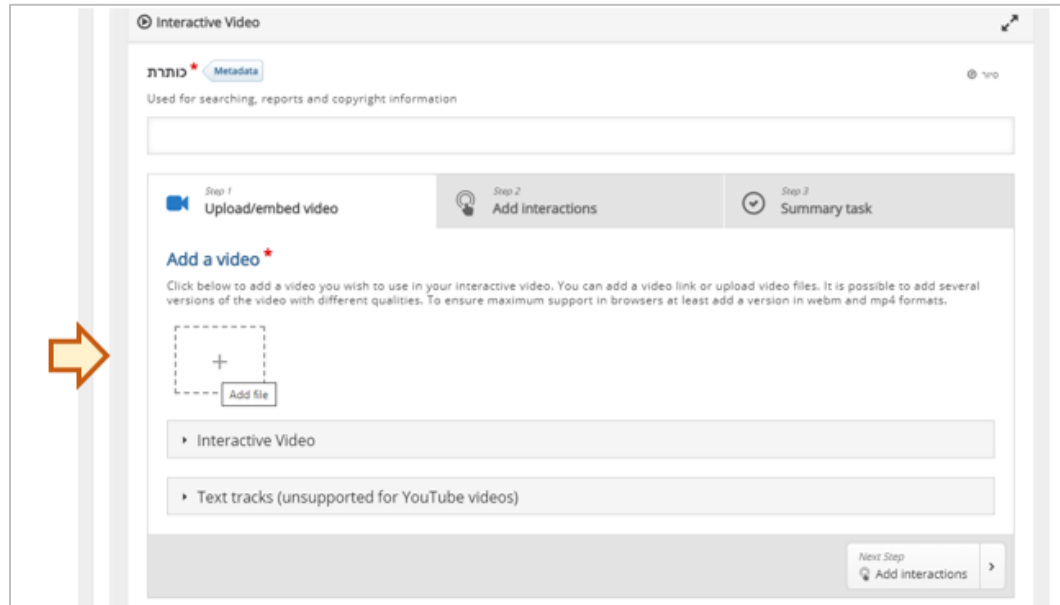 Interactive Video
כותרת * Metadata
סיור
Used for searching, reports and copyright information
Step 1
Upload/embed video
Step 2
Add interactions
Step 3
Summary task
Add a video *
Click below to add a video you wish to use in your interactive video. You can add a video link or upload video files. It is possible to add several
versions of the video with different qualities. To ensure maximum support in browsers at least add a version in webm and mp4 formats.
+
Add file
Interactive Video
Text tracks (unsupported for YouTube videos)
Next Step
Add interactions